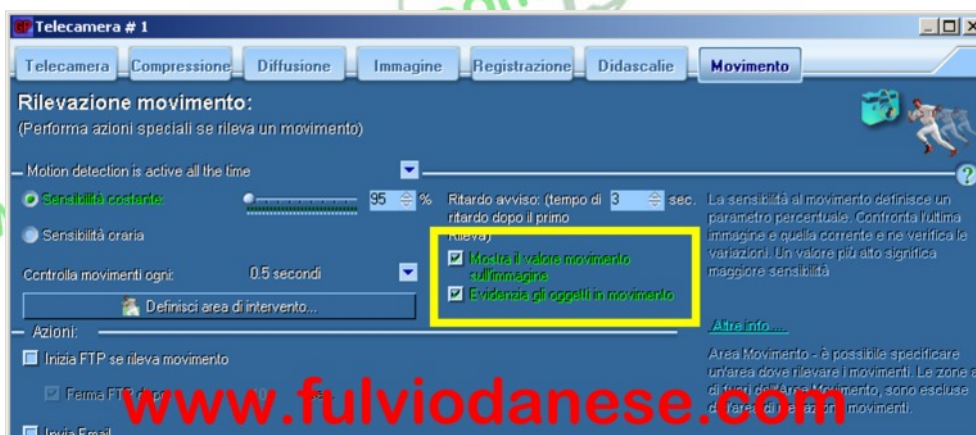 GP Telecamera # 1
Telecamera Compressione Diffusione Immagine Registrazione Didascalie Movimento
Rilevazione movimento:
(Performa azioni speciali se rileva un movimento)
Motion detection is active all the time
Sensibilità costante: 95 % Ritardo avviso: (tempo di 3 sec.
ritardo dopo il primo
Rileva)
Sensibilità oraria
Mostra il valore movimento
sull'immagine
Controlla movimenti ogni: 0.5 secondi
Evidenzia gli oggetti in movimento
Definisci area di intervento...
La sensibilità al movimento definisce un
parametro percentuale. Confronta l'ultima
immagine e quella corrente e ne verifica le
variazioni. Un valore più alto significa
maggiore sensibilità
Altre info....
Azioni:
Inizia FTP se rileva movimento
Ferma FTP
Area Movimento - è possibile specificare
un'area dove rilevare i movimenti. Le zone a
di fuori dell'Area Movimento, sono escluse
movimenti.
www.fulviodanese.com
Invia Email